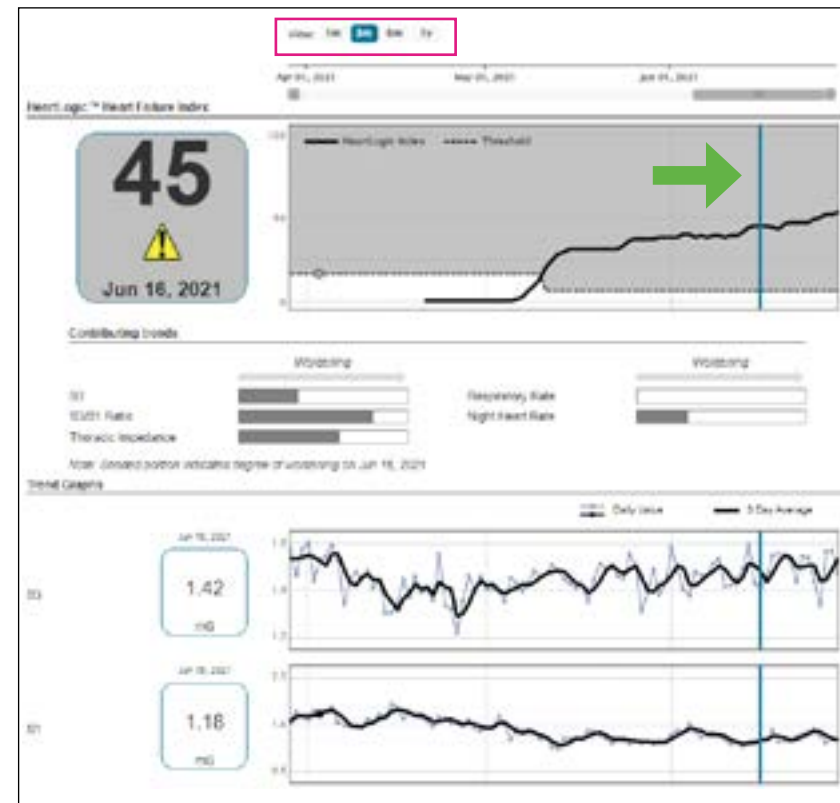 View: 1m 3m 6m 1y
Apr 01, 2021 May 01, 2021 Jun 01, 2021
HeartLogic™ Heart Failure Index
45
Jun 16, 2021
HeartLogic Index Threshold
0
Contributing trends
Worsening Worsening
S3 Respiratory Rate
S3/S1 Ratio Night Heart Rate
Thoracic Impedance
Note: Shaded portion indicates degree of worsening on Jun 16, 2021
Trend Graphs
Daily Value
Jun 16, 2021
S3
1.42
mG
Jun 16, 2021
S1
1.18
mG